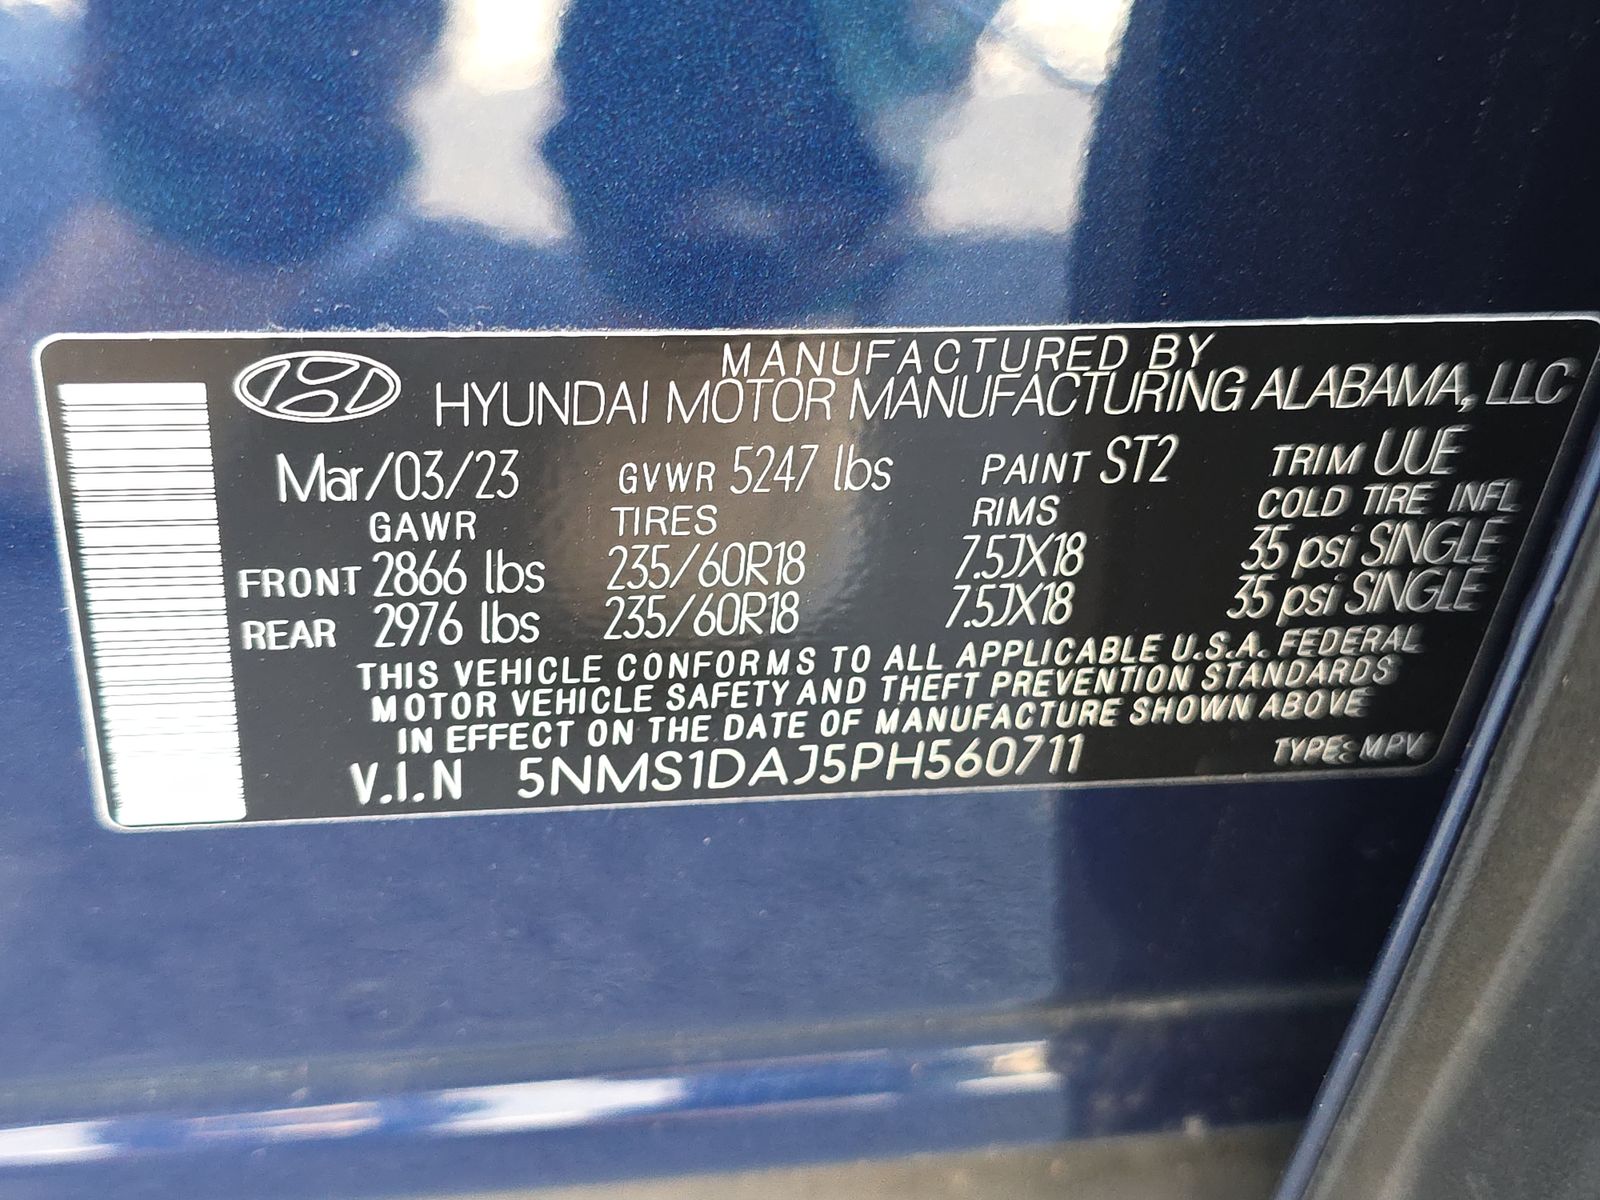 MANUFACTURED BY
HYUNDAI MOTOR MANUFACTURING ALABAMA, LLC
Mar/03/23 GVWR 5247 lbs PAINT ST2 TRIM UUE
GAWR TIRES RIMS COLD TIRE INFL
FRONT 2866 lbs 235/60R18 7.5JX18 35 psi SINGLE
REAR 2976 lbs 235/60R18 7.5JX18 35 psi SINGLE
THIS VEHICLE CONFORMS TO ALL APPLICABLE U.S.A. FEDERAL
MOTOR VEHICLE SAFETY AND THEFT PREVENTION STANDARDS
IN EFFECT ON THE DATE OF MANUFACTURE SHOWN ABOVE
V.I.N 5NMS1DAJ5PH560711 TYPE: MPV